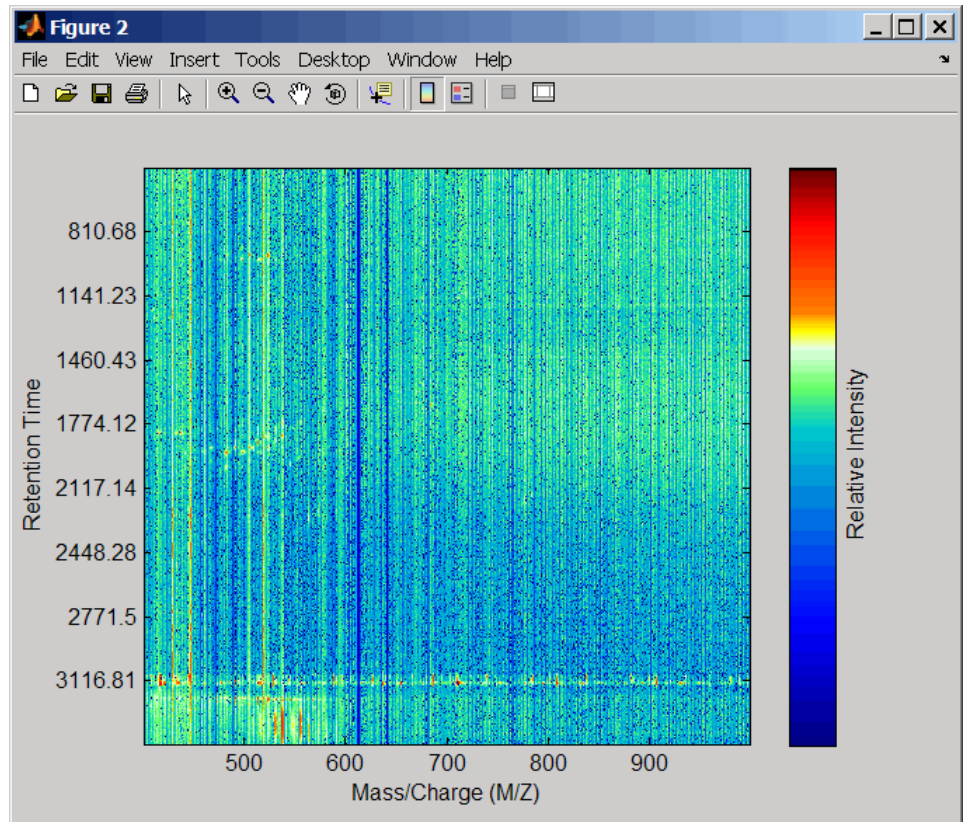 Figure 2
File Edit View Insert Tools Desktop Window Help
810.68
1141.23
1460.43
1774.12
2117.14
2448.28
2771.5
3116.81
Retention Time
500 600 700 800 900
Mass/Charge (M/Z)
Relative Intensity